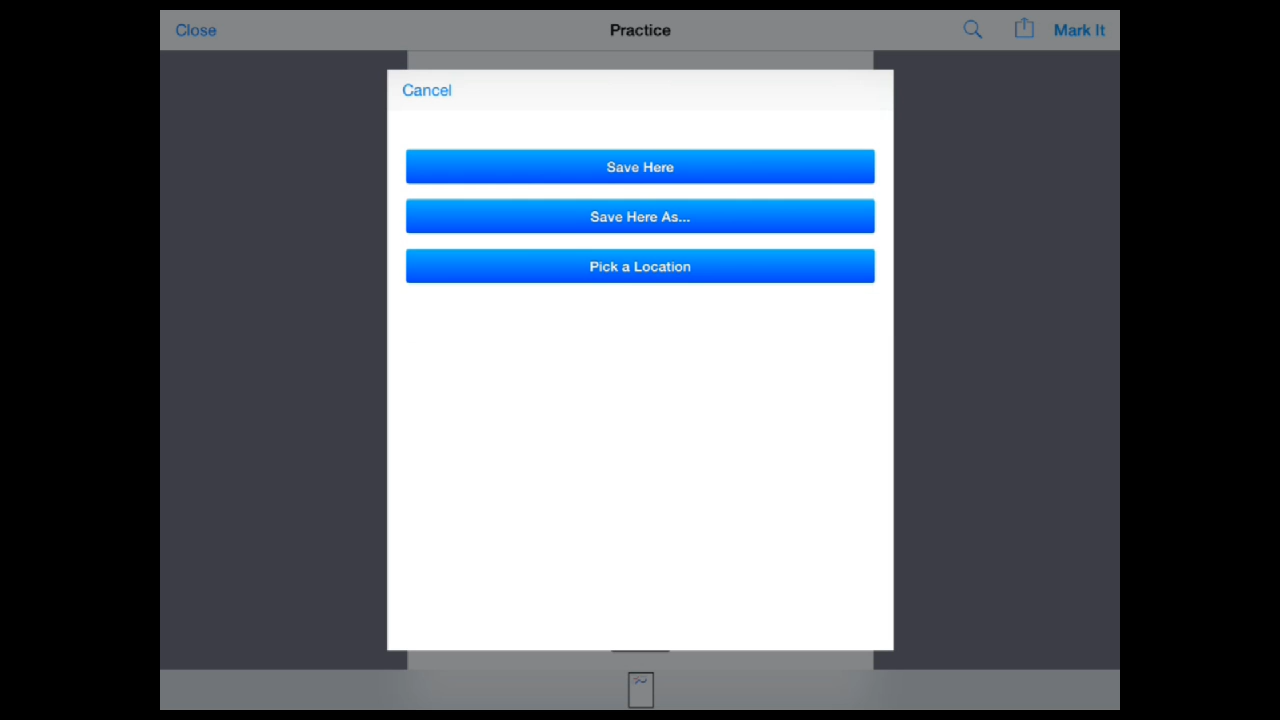 Close Practice Mark It
Cancel
Save Here
Save Here As...
Pick a Location